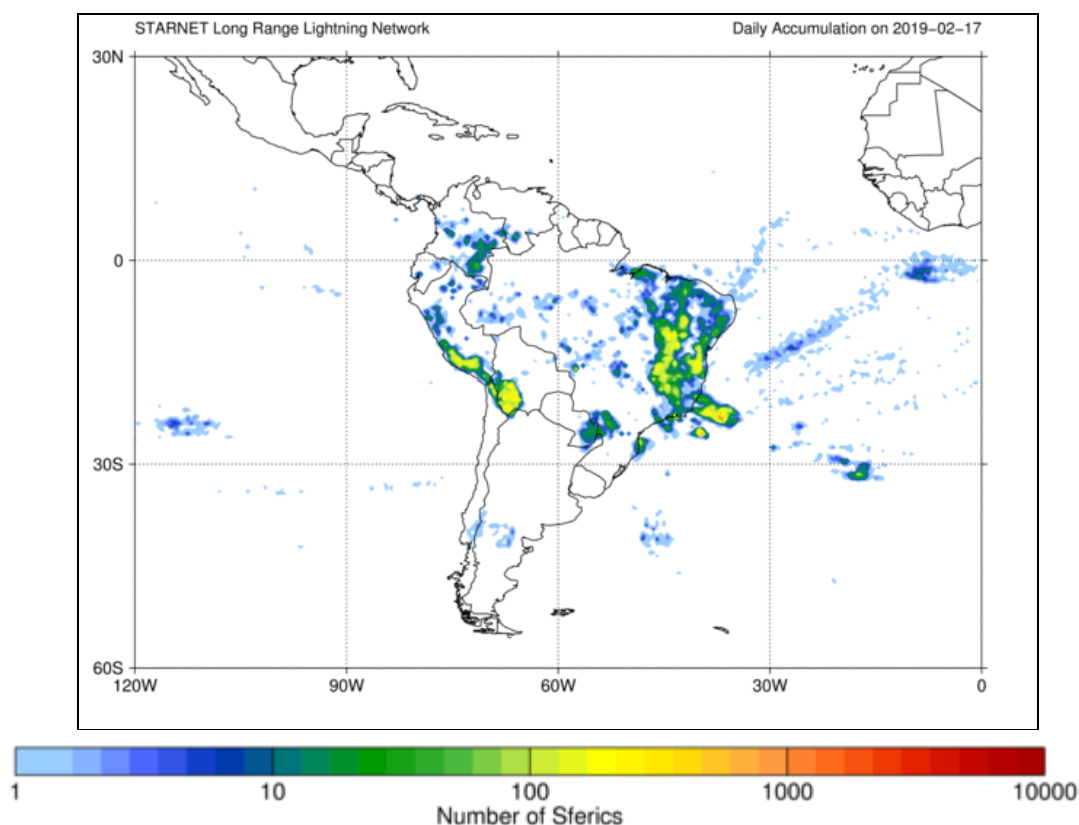 STARNET Long Range Lightning Network Daily Accumulation on 2019−02−17
30N
0
30S
60S
120W 90W 60W 30W 0
1 10 100 1000 10000
Number of Sferics